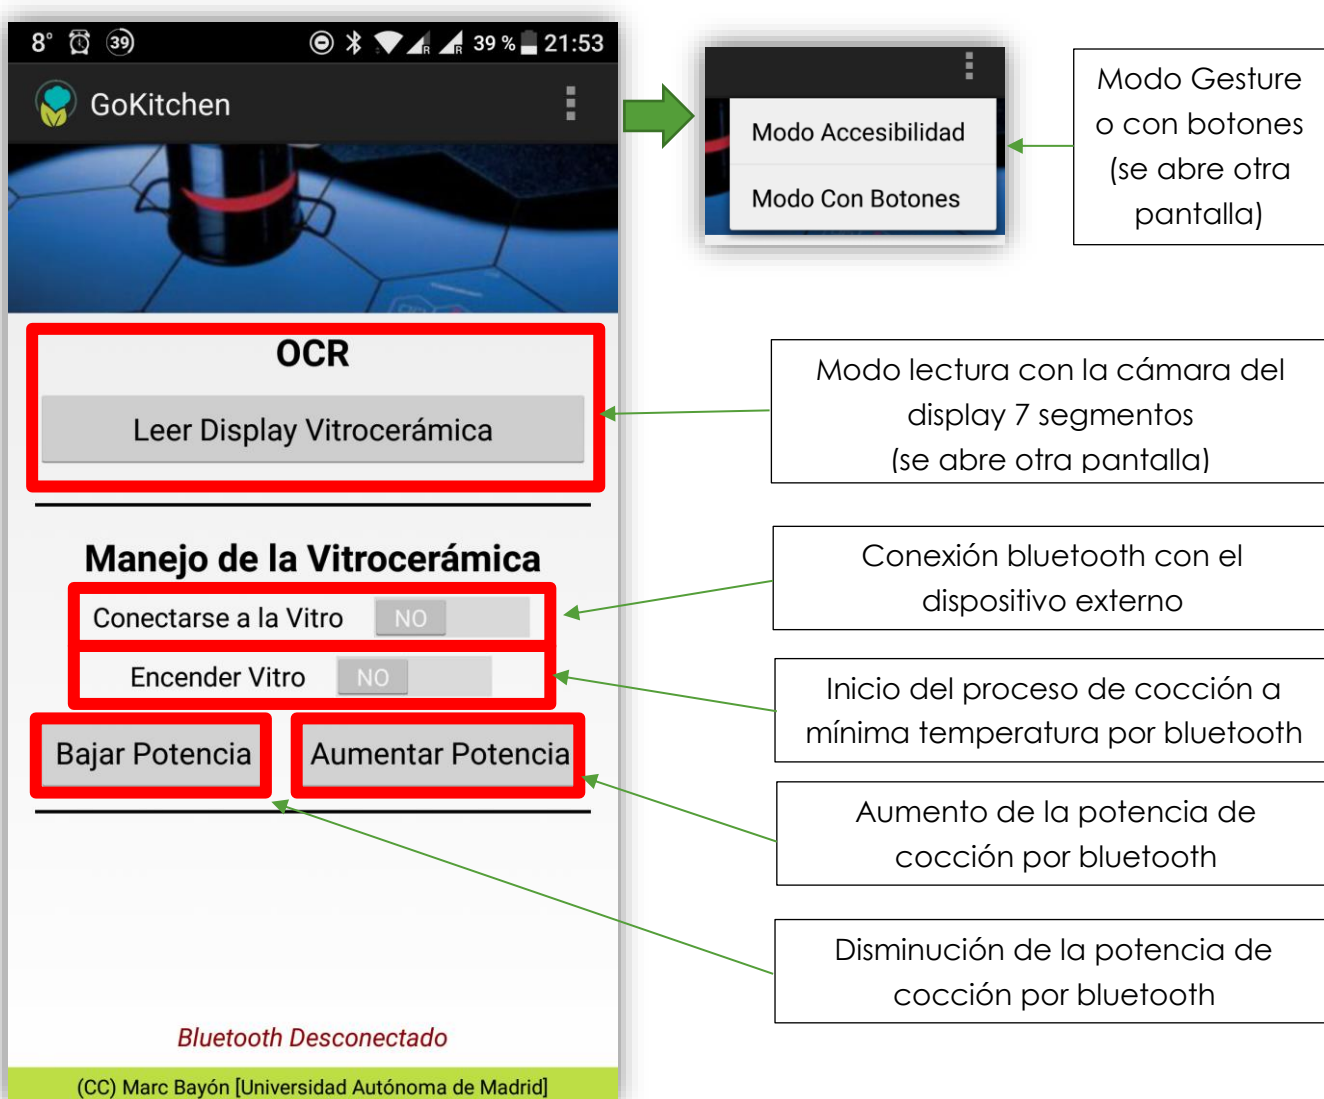 8° 39 R R 39 % 21:53
GoKitchen
OCR
Leer Display Vitrocerámica
Manejo de la Vitrocerámica
Conectarse a la Vitro NO
Encender Vitro NO
Bajar Potencia Aumentar Potencia
Bluetooth Desconectado
(CC) Marc Bayón [Universidad Autónoma de Madrid]
Modo Accesibilidad
Modo Con Botones
Modo Gesture
o con botones
(se abre otra
pantalla)
Modo lectura con la cámara del
display 7 segmentos
(se abre otra pantalla)
Conexión bluetooth con el
dispositivo externo
Inicio del proceso de cocción a
mínima temperatura por bluetooth
Aumento de la potencia de
cocción por bluetooth
Disminución de la potencia de
cocción por bluetooth